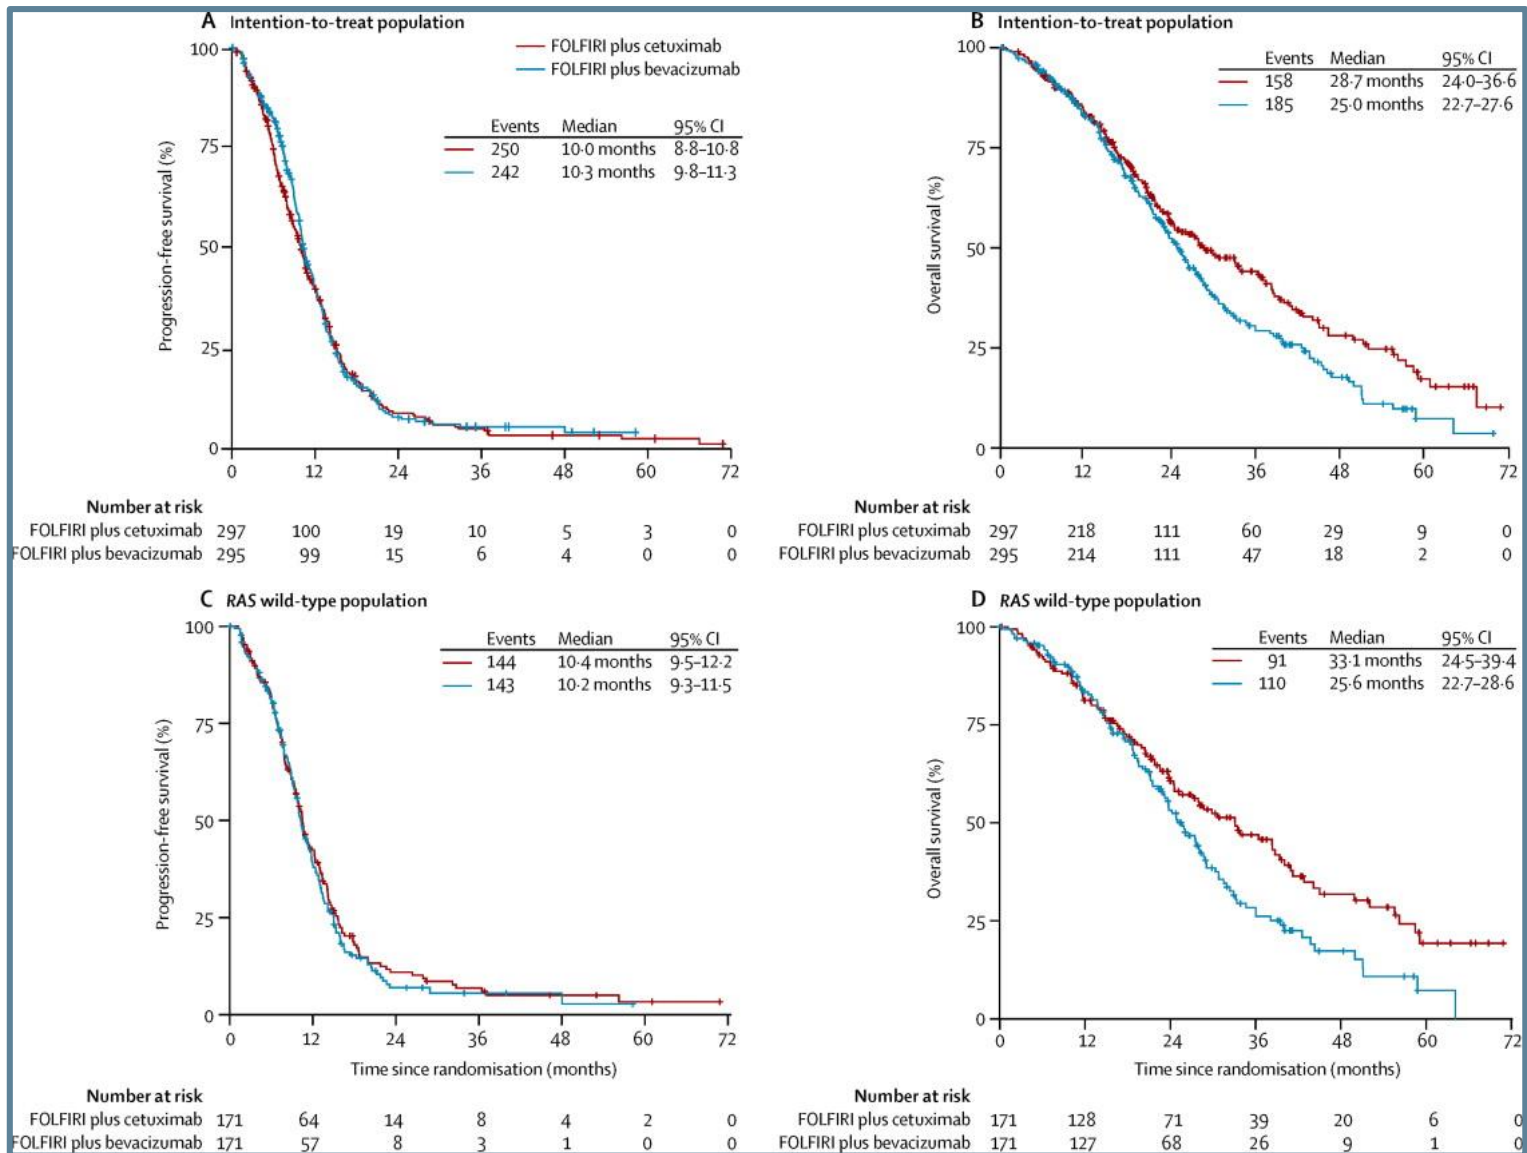 A Intention-to-treat population
FOLFIRI plus cetuximab
FOLFIRI plus bevacizumab
Events Median 95% CI
250 10·0 months 8·8–10·8
242 10·3 months 9·8–11·3
Progression-free survival (%)
100
75
50
25
0
0 12 24 36 48 60 72
Number at risk
FOLFIRI plus cetuximab 297 100 19 10 5 3 0
FOLFIRI plus bevacizumab 295 99 15 6 4 0 0
B Intention-to-treat population
Events Median 95% CI
158 28·7 months 24·0–36·6
185 25·0 months 22·7–27·6
Overall survival (%)
100
75
50
25
0
0 12 24 36 48 60 72
Number at risk
FOLFIRI plus cetuximab 297 218 111 60 29 9 0
FOLFIRI plus bevacizumab 295 214 111 47 18 2 0
C RAS wild-type population
Events Median 95% CI
144 10·4 months 9·5–12·2
143 10·2 months 9·3–11·5
Progression-free survival (%)
100
75
50
25
0
0 12 24 36 48 60 72
Time since randomisation (months)
Number at risk
FOLFIRI plus cetuximab 171 64 14 8 4 2 0
FOLFIRI plus bevacizumab 171 57 8 3 1 0 0
D RAS wild-type population
Events Median 95% CI
91 33·1 months 24·5–39·4
110 25·6 months 22·7–28·6
Overall survival (%)
100
75
50
25
0
0 12 24 36 48 60 72
Time since randomisation (months)
Number at risk
FOLFIRI plus cetuximab 171 128 71 39 20 6 0
FOLFIRI plus bevacizumab 171 127 68 26 9 1 0